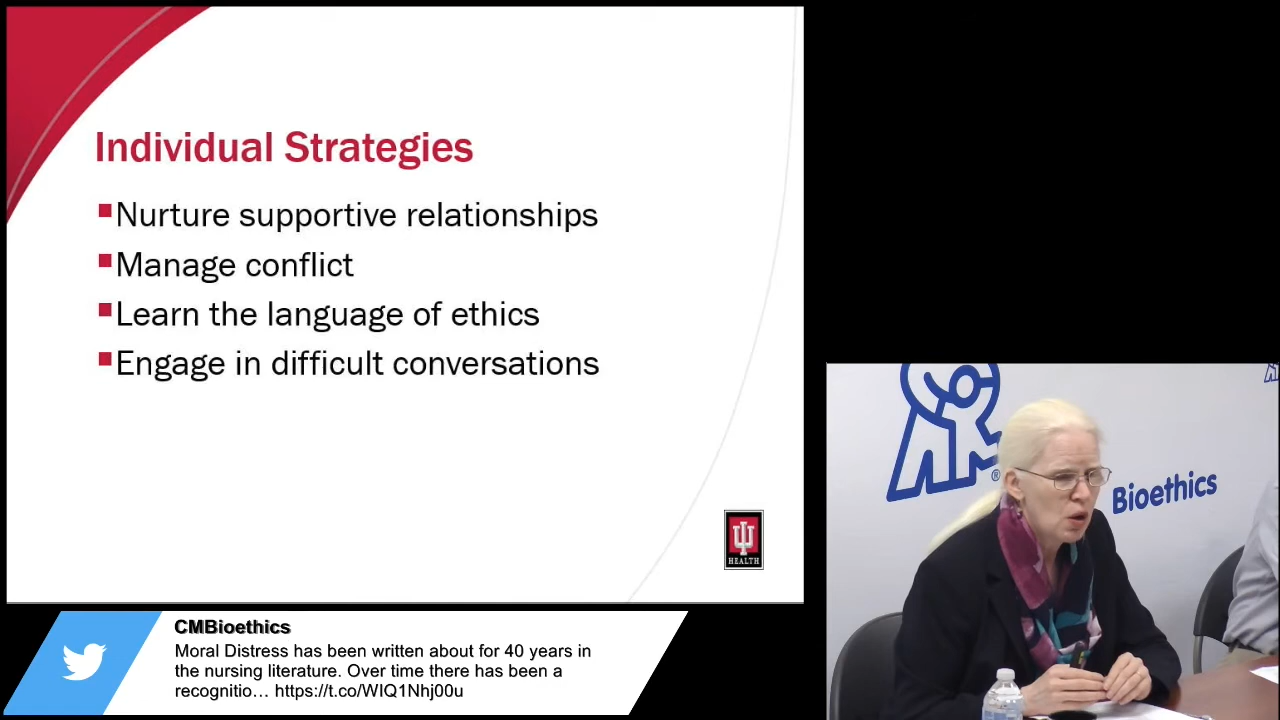 Individual Strategies
Nurture supportive relationships
Manage conflict
Learn the language of ethics
Engage in difficult conversations
HEALTH
CMBioethics
Moral Distress has been written about for 40 years in
the nursing literature. Over time there has been a
recognitio… https://t.co/WIQ1Nhj00u
®
Bioethics